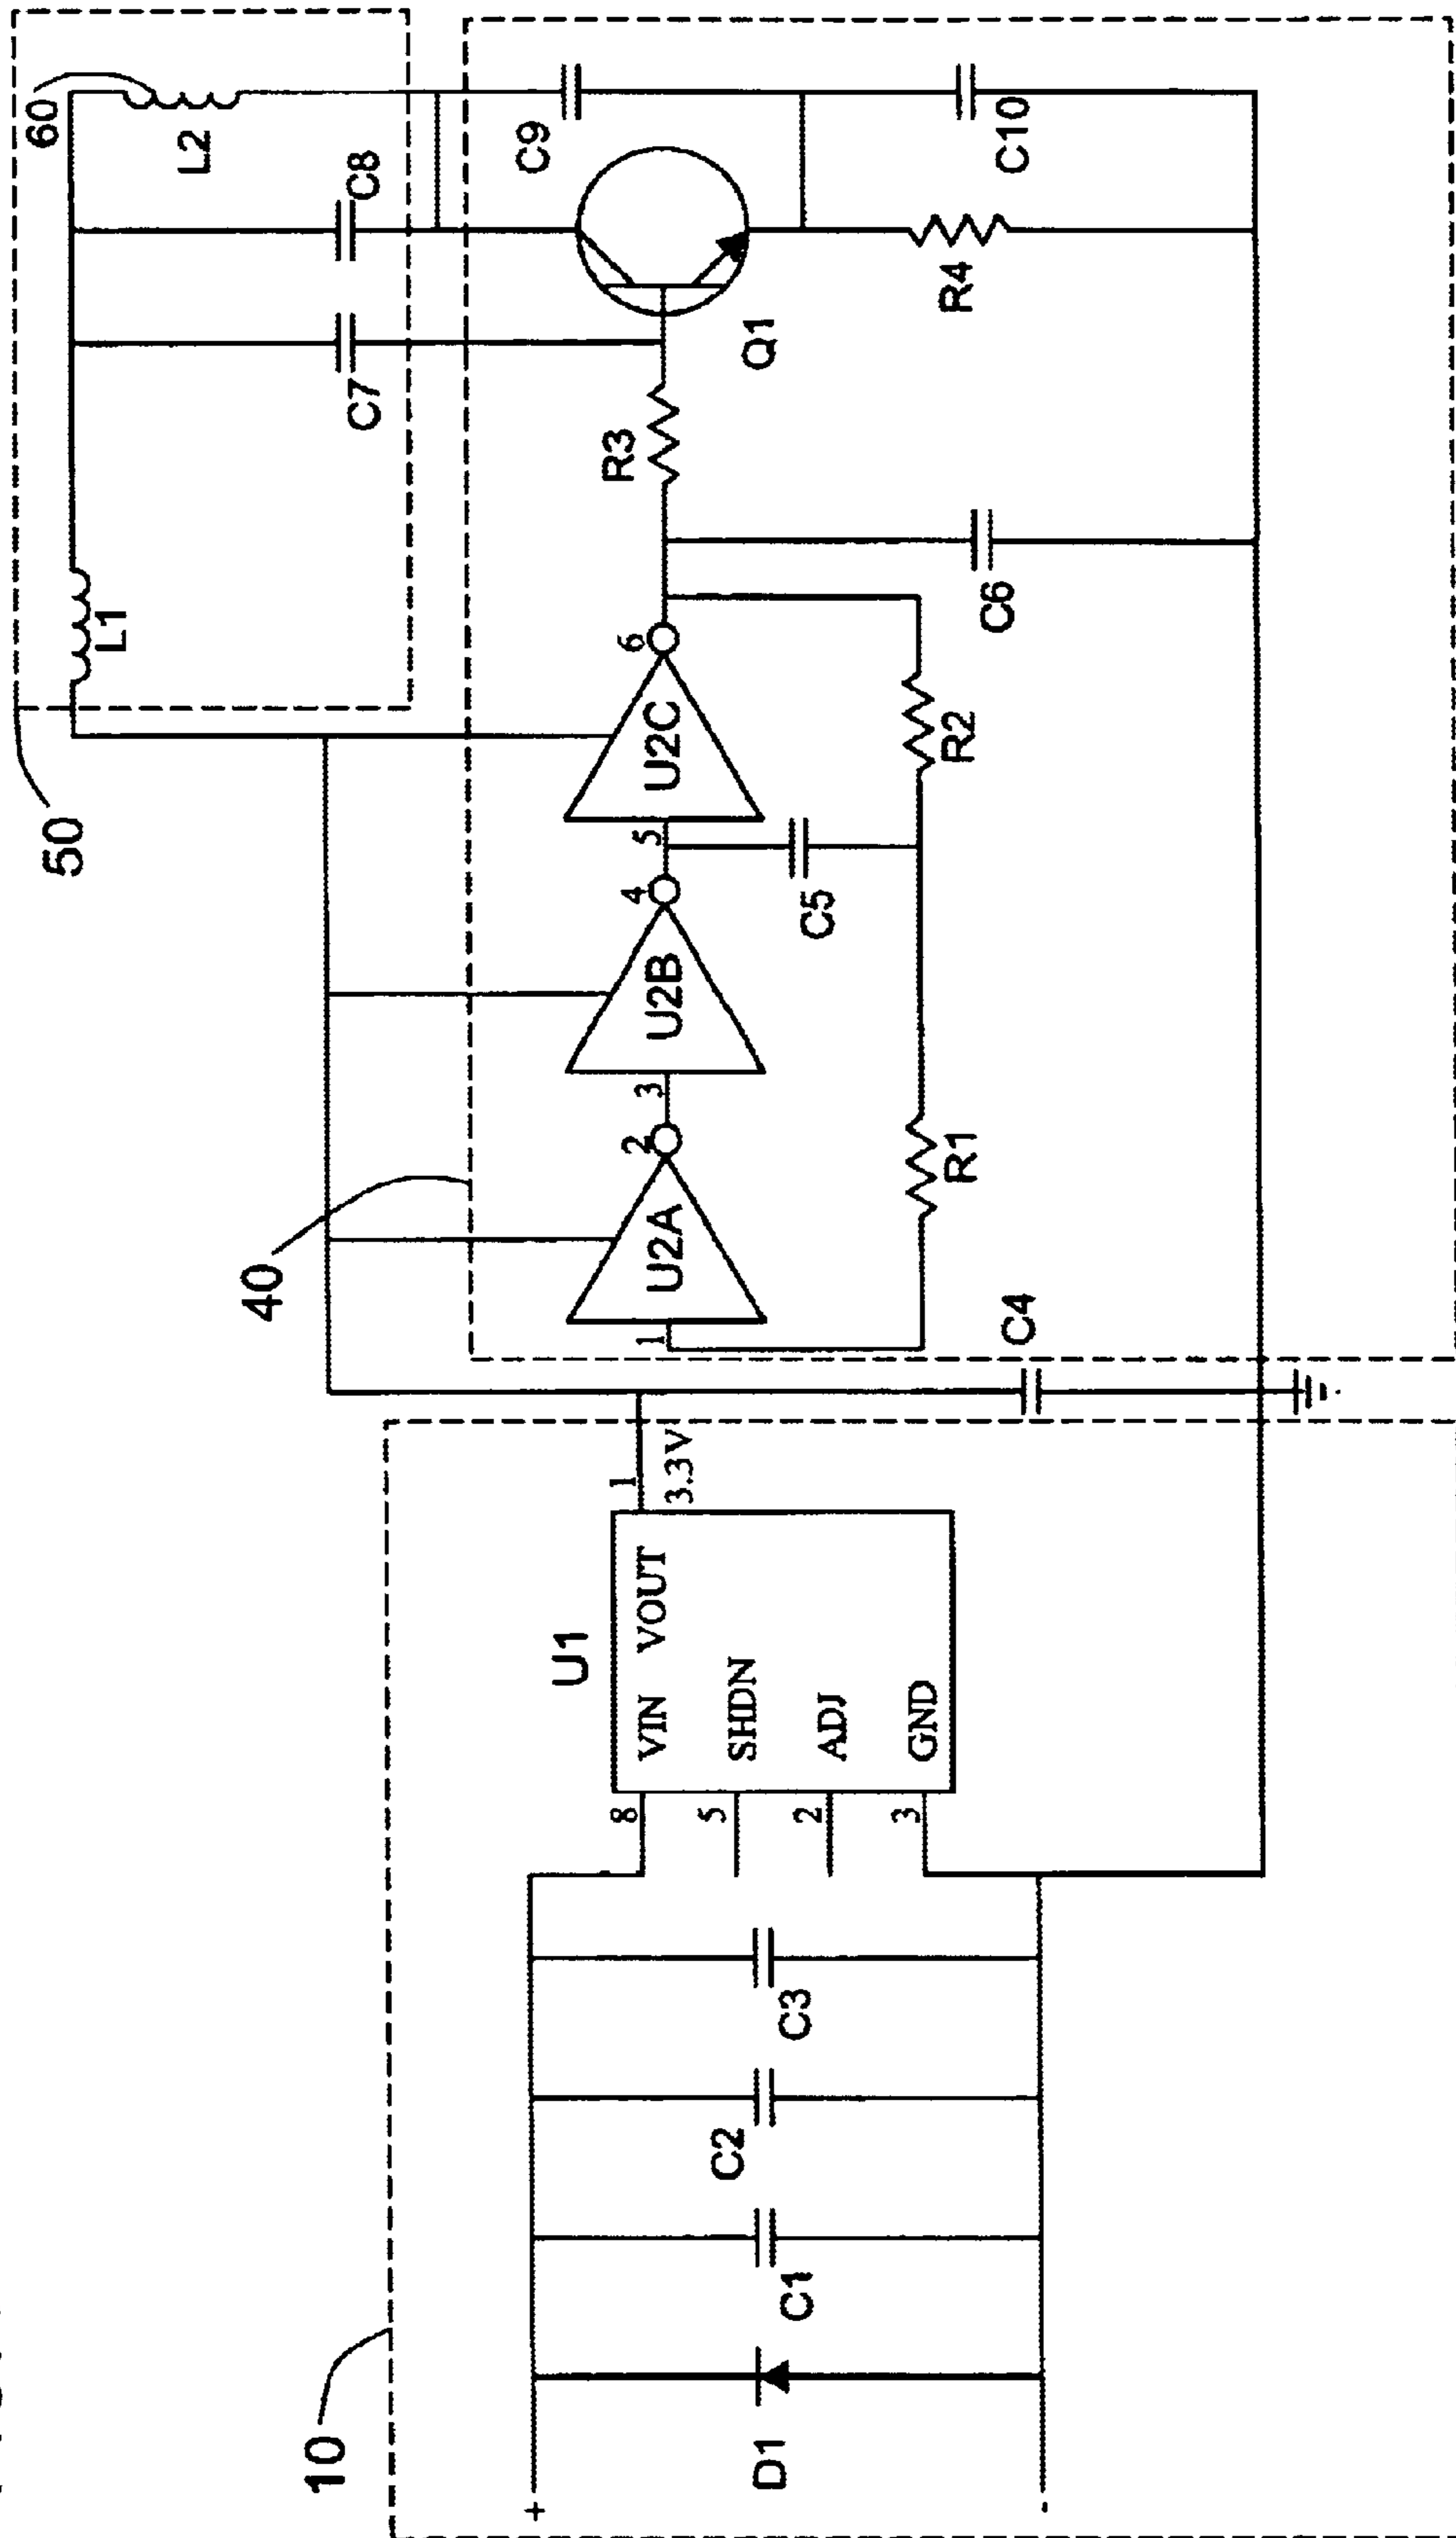 10
+
-
D1
C1
C2
C3
U1
8
VIN
VOUT
1
3.3V
5
SHDN
2
ADJ
3
GND
C4
40
1
U2A
2
3
U2B
4
5
U2C
6
R1
C5
R2
C6
R3
Q1
R4
C9
C10
50
L1
C7
C8
L2
60